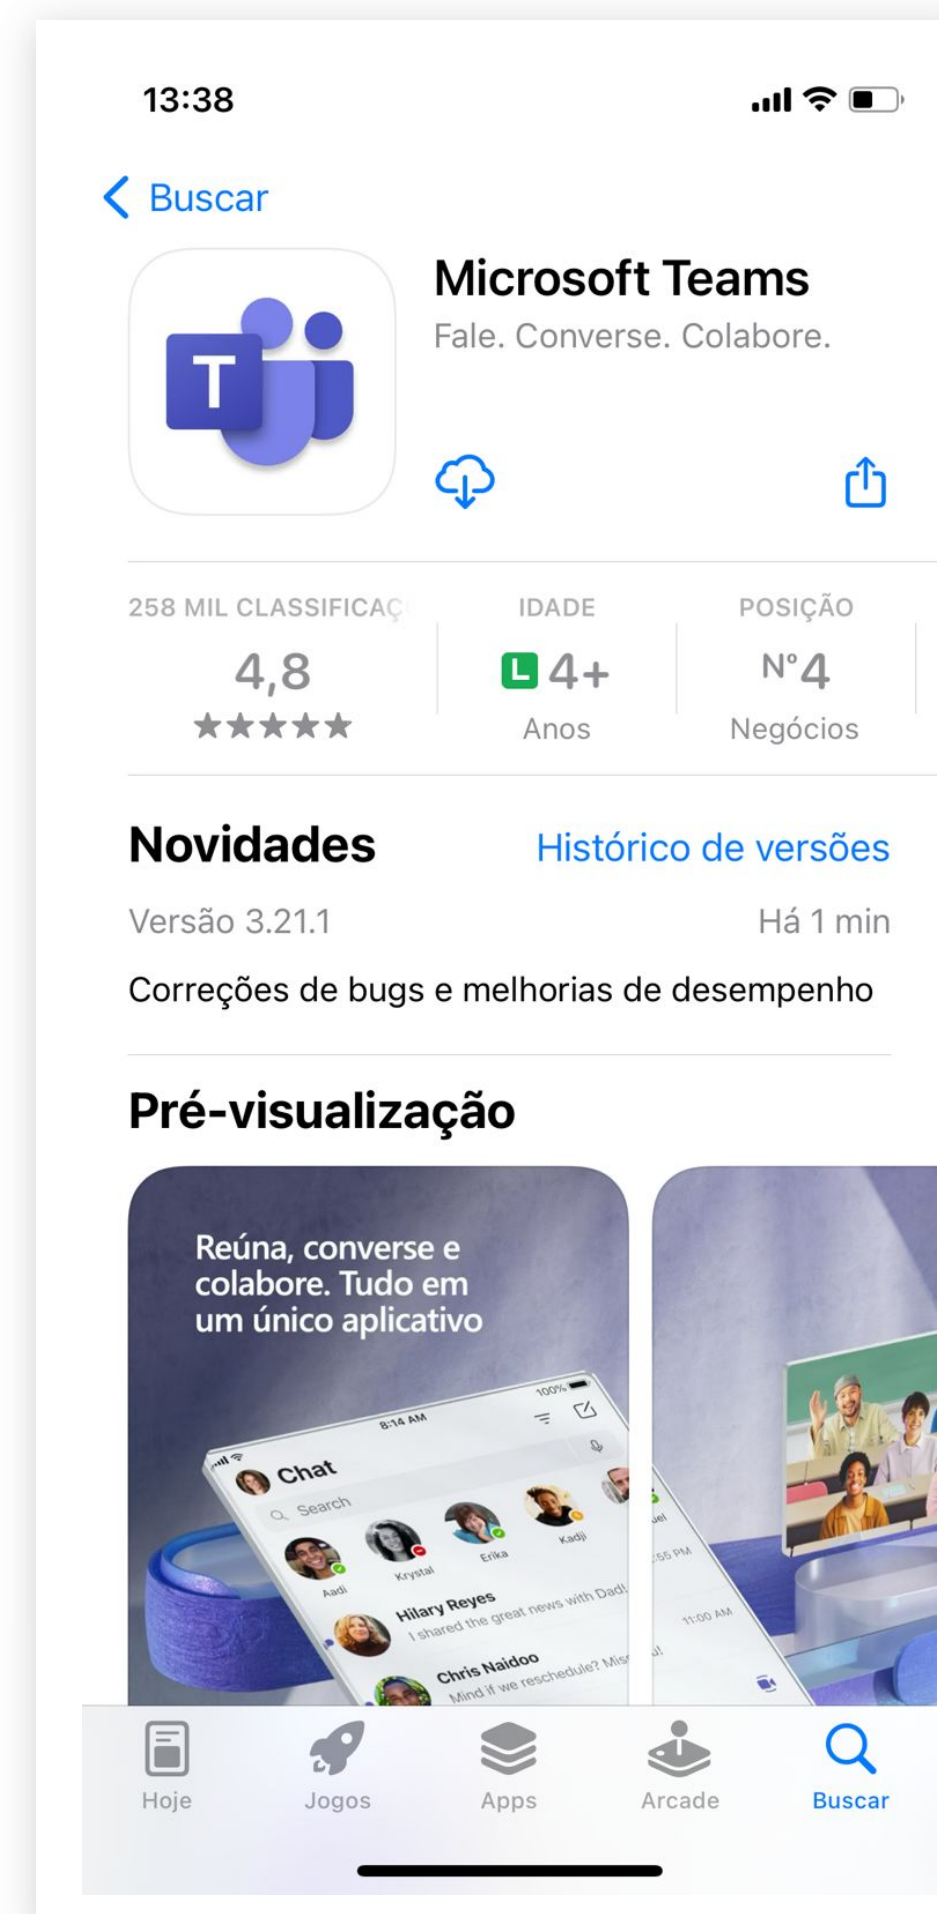 13:38
Buscar
Microsoft Teams
Fale. Converse. Colabore.
T
258 MIL CLASSIFICAÇ
IDADE
POSIÇÃO
4,8
L 4+
Nº4
Anos
Negócios
Novidades
Histórico de versões
Versão 3.21.1
Há 1 min
Correções de bugs e melhorias de desempenho
Pré-visualização
Reúna, converse e
colabore. Tudo em
um único aplicativo
8:14 AM
100%
Chat
Search
Aadi
Krystal
Erika
Kadji
Hilary Reyes
I shared the great news with Dad!
:55 PM
Chris Naidoo
Mind if we reschedule?
11:00 AM
Hoje
Jogos
Apps
Arcade
Buscar